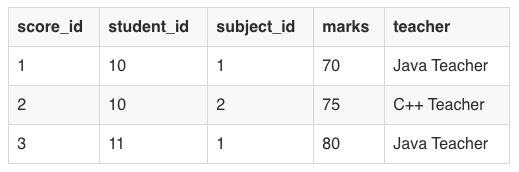 score_id student_id subject_id marks teacher
1 10 1 70 Java Teacher
2 10 2 75 C++ Teacher
3 11 1 80 Java Teacher